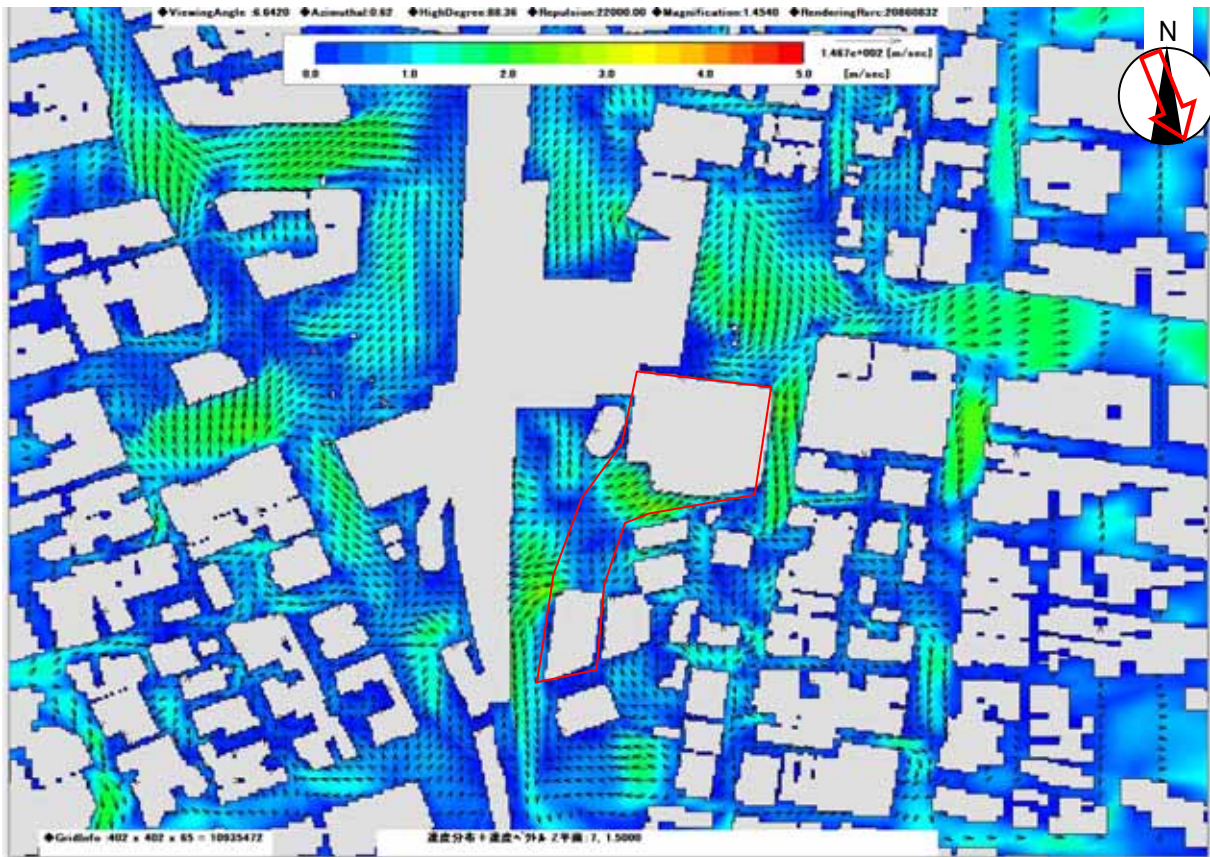 ◆ViewingAngle :6.6420 ◆Azimuthal:0.62 ◆HighDegree:88.36 ◆Repulsion:22000.00 ◆Magnification:1.4540 ◆RenderingHsrc:20860832
N
1.467e+002 [m/sec]
0.0 1.0 2.0 3.0 4.0 5.0 [m/sec]
◆GridInfo :402 x 402 x 65 = 10935472 速度分布+速度ベクトル Z平面:7, 1.5000